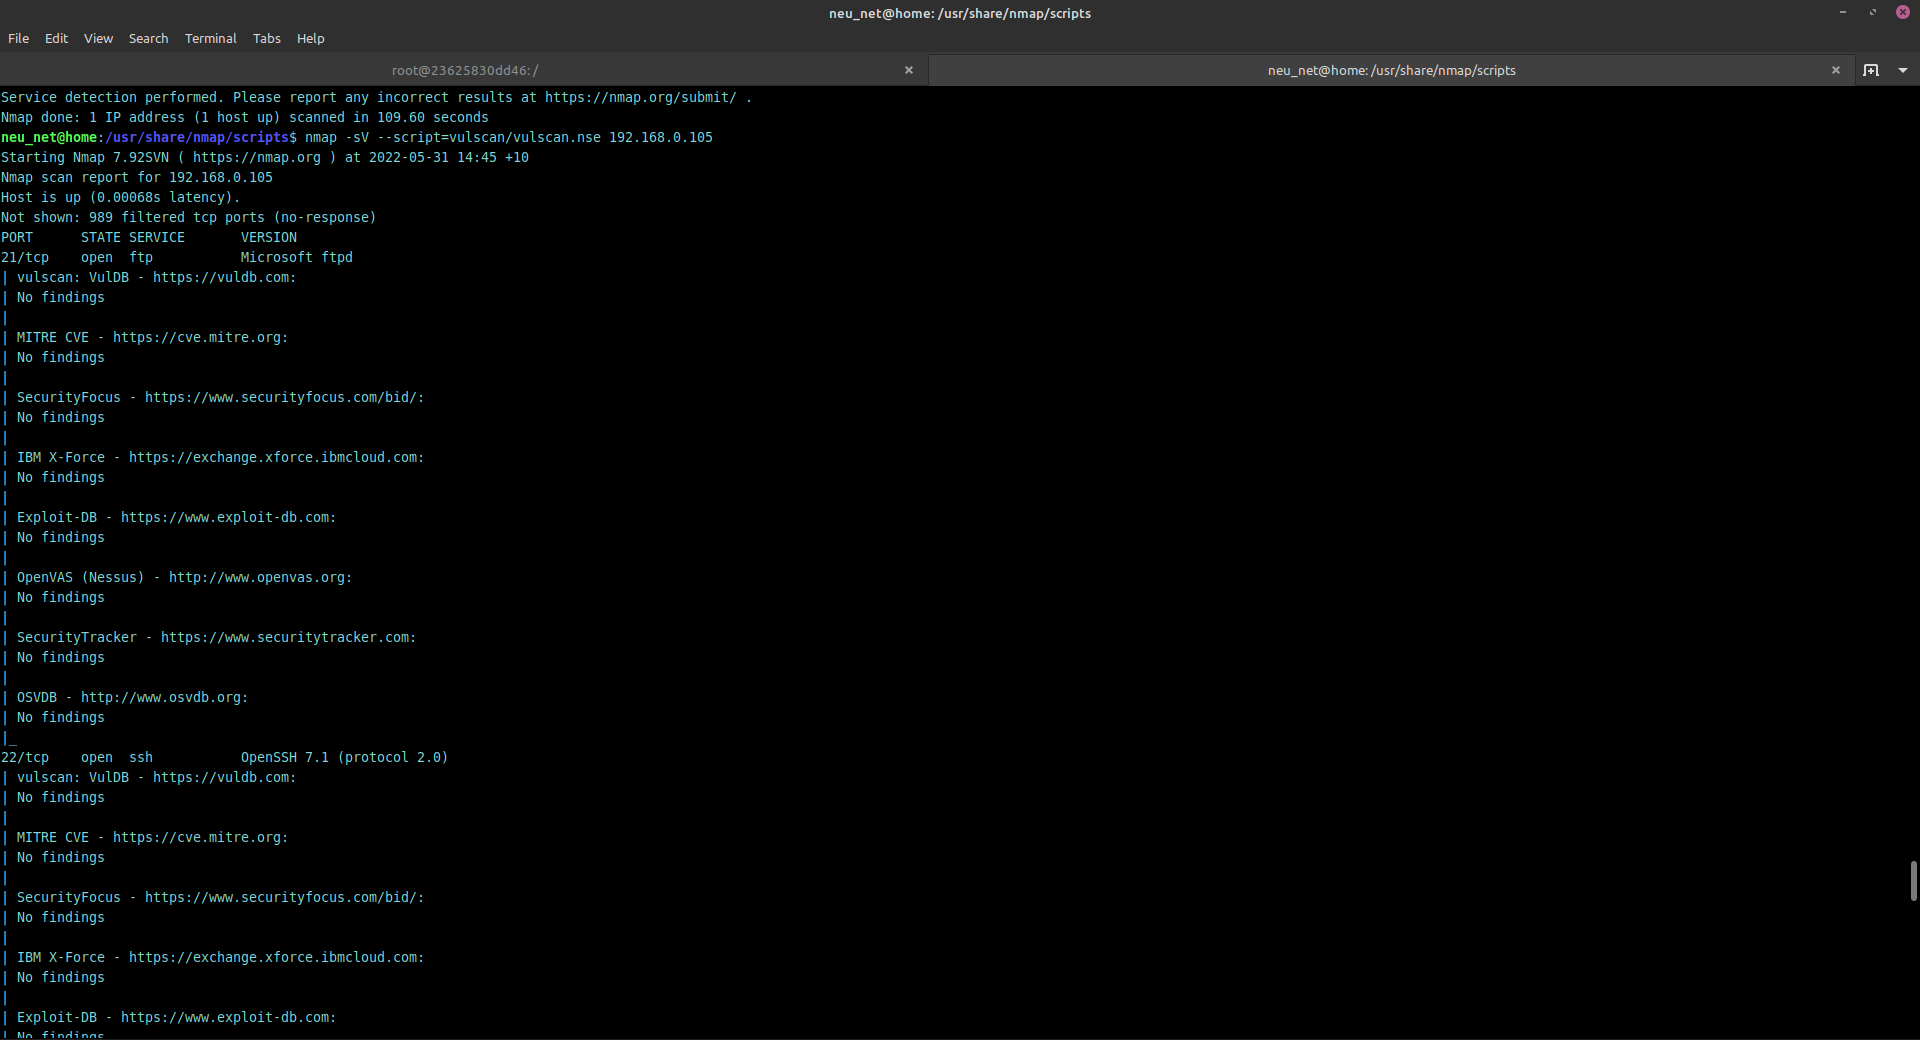 neu_net@home: /usr/share/nmap/scripts
File Edit View Search Terminal Tabs Help
root@23625830dd46: /
neu_net@home: /usr/share/nmap/scripts
Service detection performed. Please report any incorrect results at https://nmap.org/submit/ .
Nmap done: 1 IP address (1 host up) scanned in 109.60 seconds
neu_net@home:/usr/share/nmap/scripts$ nmap -sV --script=vulscan/vulscan.nse 192.168.0.105
Starting Nmap 7.92SVN ( https://nmap.org ) at 2022-05-31 14:45 +10
Nmap scan report for 192.168.0.105
Host is up (0.00068s latency).
Not shown: 989 filtered tcp ports (no-response)
PORT      STATE SERVICE       VERSION
21/tcp    open  ftp           Microsoft ftpd
| vulscan: VulDB - https://vuldb.com:
| No findings
|
| MITRE CVE - https://cve.mitre.org:
| No findings
|
| SecurityFocus - https://www.securityfocus.com/bid/:
| No findings
|
| IBM X-Force - https://exchange.xforce.ibmcloud.com:
| No findings
|
| Exploit-DB - https://www.exploit-db.com:
| No findings
|
| OpenVAS (Nessus) - http://www.openvas.org:
| No findings
|
| SecurityTracker - https://www.securitytracker.com:
| No findings
|
| OSVDB - http://www.osvdb.org:
| No findings
|_
22/tcp    open  ssh           OpenSSH 7.1 (protocol 2.0)
| vulscan: VulDB - https://vuldb.com:
| No findings
|
| MITRE CVE - https://cve.mitre.org:
| No findings
|
| SecurityFocus - https://www.securityfocus.com/bid/:
| No findings
|
| IBM X-Force - https://exchange.xforce.ibmcloud.com:
| No findings
|
| Exploit-DB - https://www.exploit-db.com:
| No findings